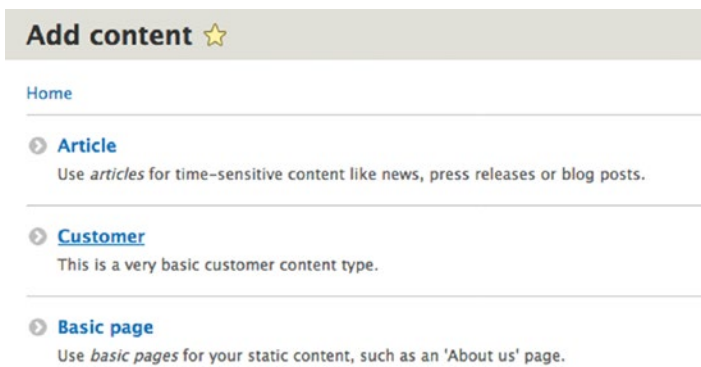 Add content
Home
Article
Use articles for time-sensitive content like news, press releases or blog posts.
Customer
This is a very basic customer content type.
Basic page
Use basic pages for your static content, such as an 'About us' page.